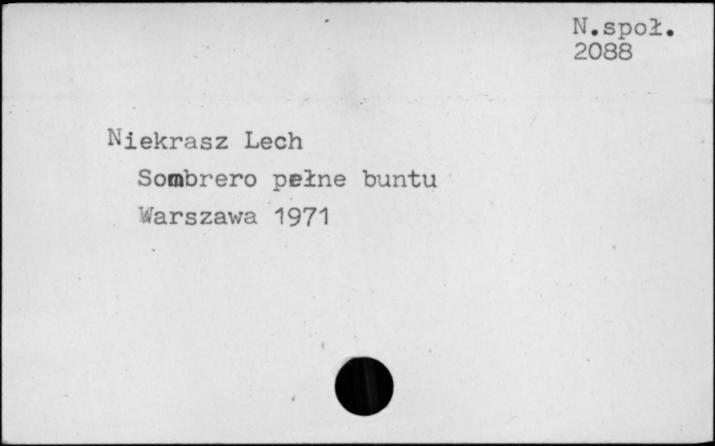 N.społ.
2088
Niekrasz Lech
Sombrero pełne buntu
Warszawa 1971